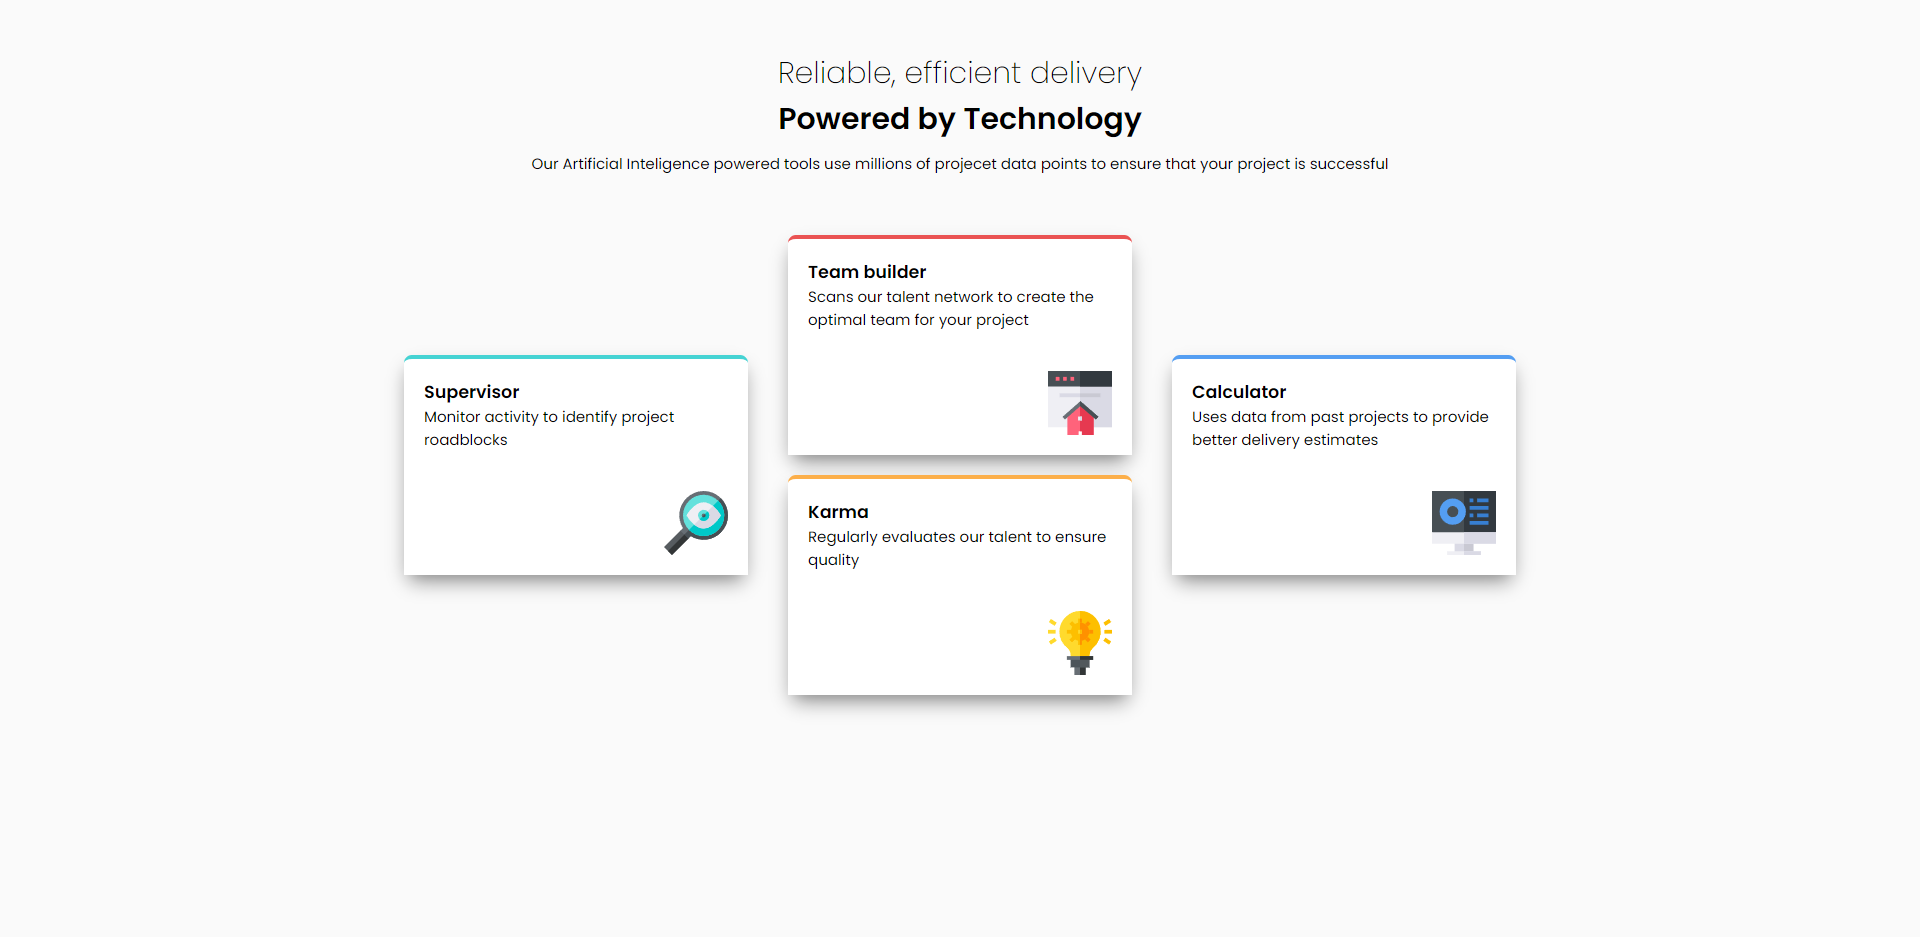 Reliable, efficient delivery
Powered by Technology
Our Artificial Inteligence powered tools use millions of projecet data points to ensure that your project is successful
Team builder
Scans our talent network to create the
optimal team for your project
Supervisor
Monitor activity to identify project
roadblocks
Calculator
Uses data from past projects to provide
better delivery estimates
Karma
Regularly evaluates our talent to ensure
quality